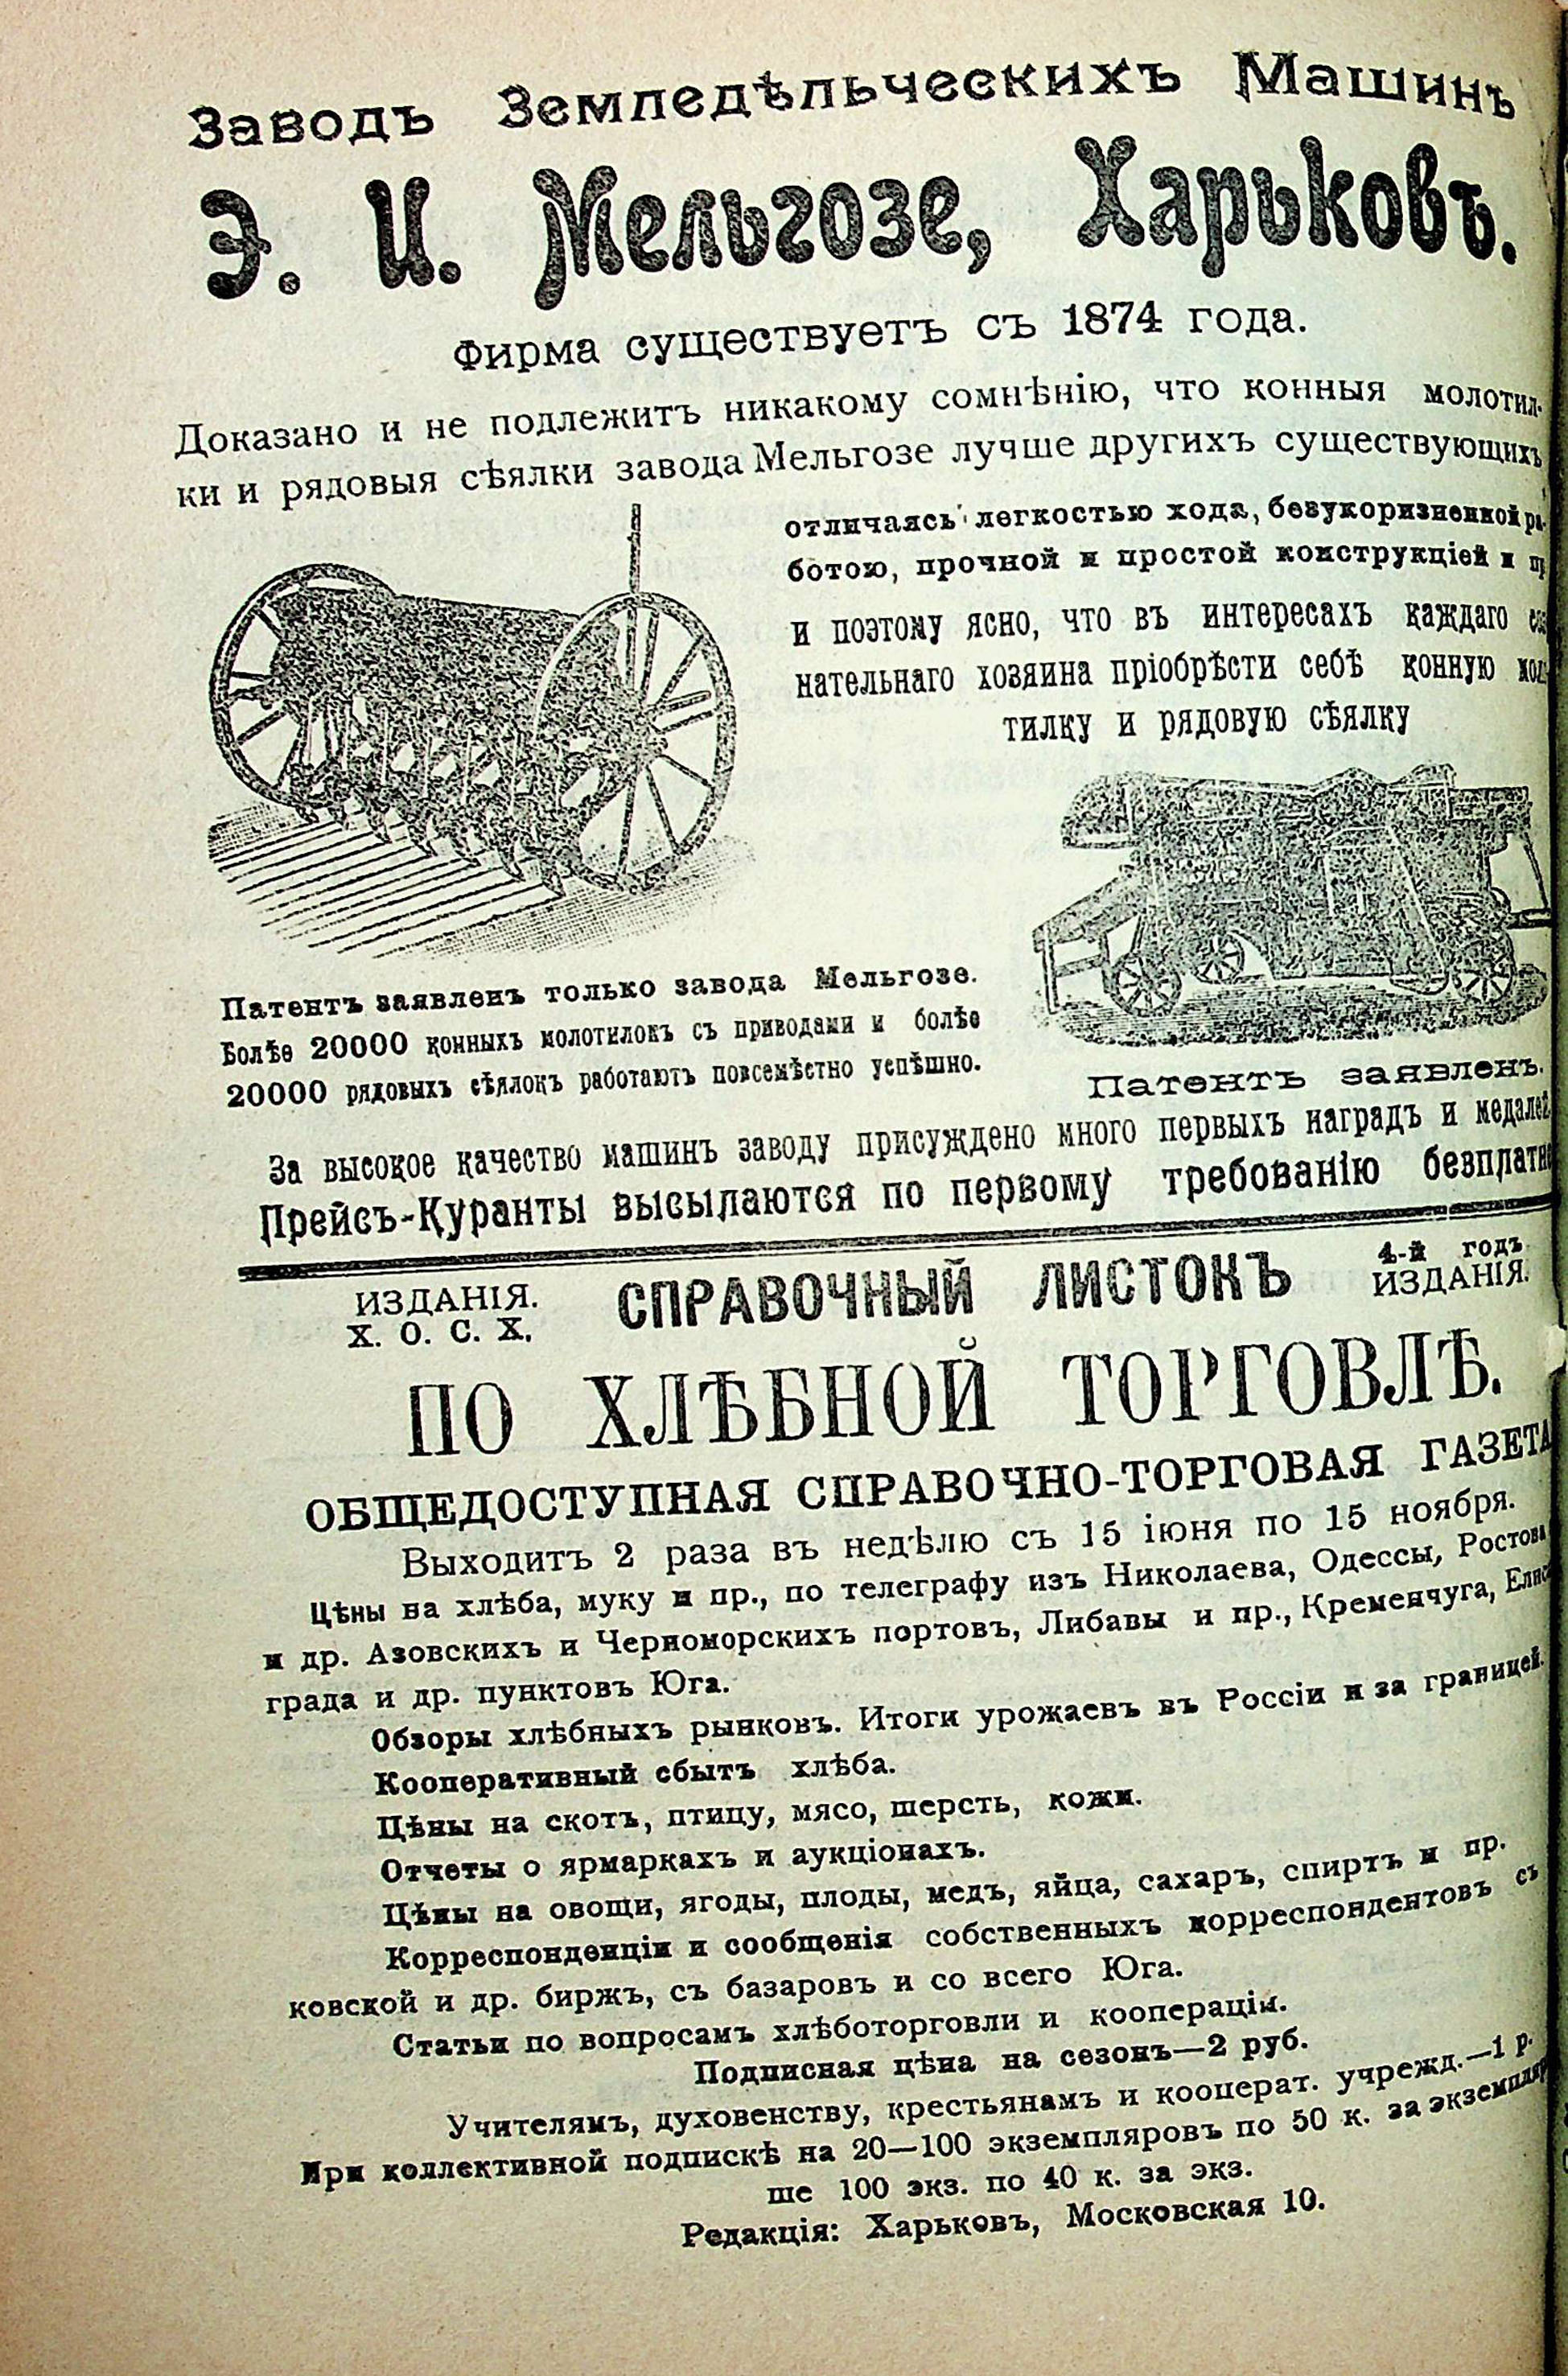 Заводъ Земледѣльческихъ Машинъ
Э. И. Мельгозе, Харьковъ.
Фирма существуетъ съ 1874 года.
Доказано и не подлежитъ никакому сомнѣнію, что конныя молотил-
ки и рядовыя сѣялки завода Мельгозе лучше другихъ существующихъ
отличаясь легкостью хода, безукоризненной ра-
ботою, прочной и простой конструкціей и
и поэтому ясно, что въ интересахъ каждаго
нательнаго хозяина пріобрѣсти себѣ конную
тилку и рядовую сѣялку
Патентъ заявленъ только завода Мельгозе.
Болѣе 20000 конныхъ молотилокъ съ приводами и болѣе
20000 рядовыхъ сѣялокъ работаютъ повсемѣстно успѣшно.
Патентъ заявленъ.
За высокое качество машинъ заводу присуждено много первыхъ наградъ и медалей
Прейсъ-Куранты высылаются по первому требованію безплатно
ИЗДАНІЯ.
Х. О. С. Х.
СПРАВОЧНЫЙ ЛИСТОКЪ
4-й годъ
ИЗДАНІЯ.
ПО ХЛѢБНОЙ ТОРГОВЛѢ.
ОБЩЕДОСТУПНАЯ СПРАВОЧНО-ТОРГОВАЯ ГАЗЕТА
Выходитъ 2 раза въ недѣлю съ 15 іюня по 15 ноября.
Цѣны на хлѣба, муку и пр., по телеграфу изъ Николаева, Одессы, Ростова
и др. Азовскихъ и Черноморскихъ портовъ, Либавы и пр., Кременчуга,
града и др. пунктовъ Юга.
Обзоры хлѣбныхъ рынковъ. Итоги урожаевъ въ Россіи и за границей.
Кооперативный сбытъ хлѣба.
Цѣны на скотъ, птицу, мясо, шерсть, кожи.
Отчеты о ярмаркахъ и аукціонахъ.
Цѣны на овощи, ягоды, плоды, медъ, яйца, сахаръ, спиртъ и пр.
Корреспонденціи и сообщенія собственныхъ корреспондентовъ съ
ковской и др. биржъ, съ базаровъ и со всего Юга.
Статьи по вопросамъ хлѣботорговли и коопераціи.
Подписная цѣна на сезонъ—2 руб.
Учителямъ, духовенству, крестьянамъ и кооперат. учрежд.—1 р.
При коллективной подпискѣ на 20—100 экземпляровъ по 50 к. за экземпляръ
ше 100 экз. по 40 к. за экз.
Редакція: Харьковъ, Московская 10.